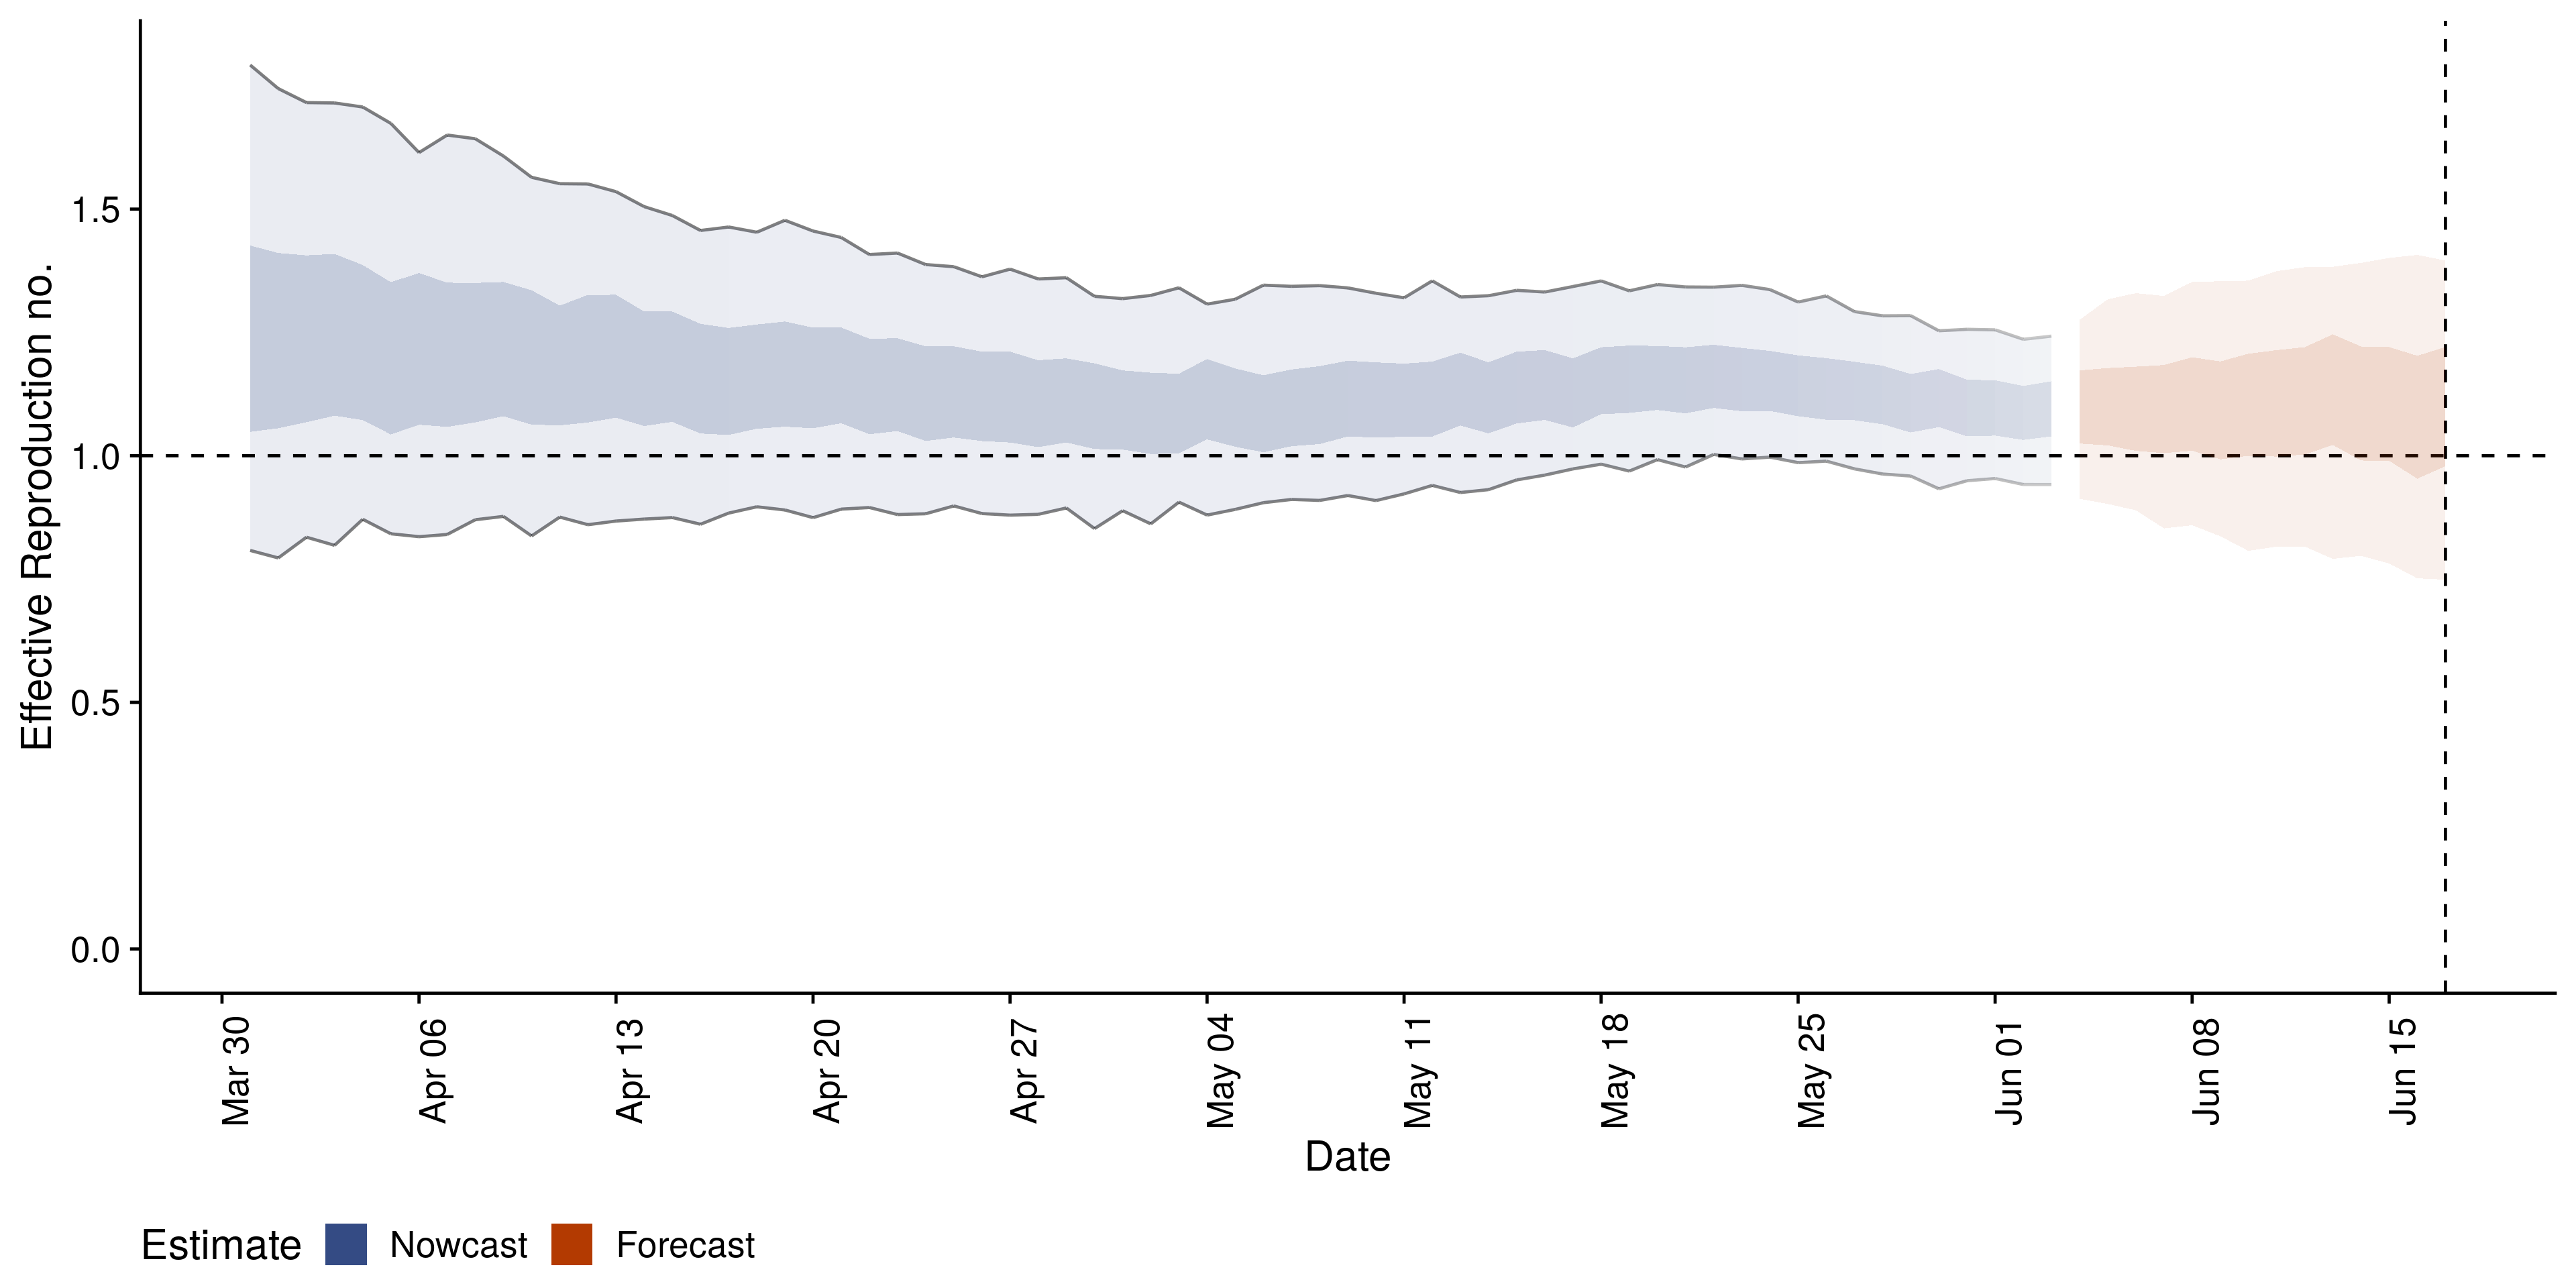 Effective Reproduction no.
1.5
1.0
0.5
0.0
Mar 30
Apr 06
Apr 13
Apr 20
Apr 27
May 04
May 11
May 18
May 25
Jun 01
Jun 08
Jun 15
Date
Estimate Nowcast Forecast